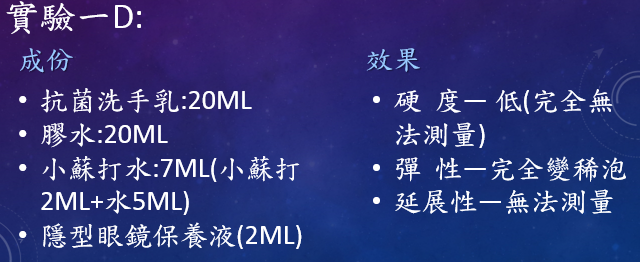 實驗一D:
成份
• 抗菌洗手乳:20ML
• 膠水:20ML
• 小蘇打水:7ML(小蘇打
2ML+水5ML)
• 隱型眼鏡保養液(2ML)
效果
• 硬 度— 低(完全無
法測量)
• 彈 性—完全變稀泡
• 延展性—無法測量